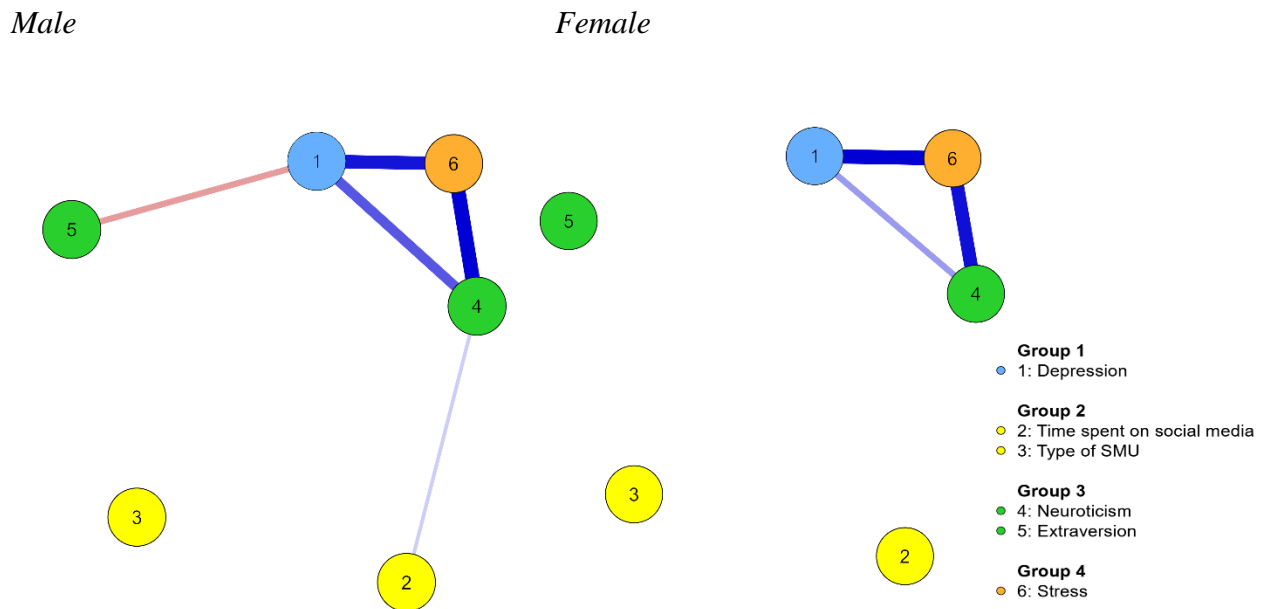 Male
Female
1
6
5
4
3
2
1
6
5
4
3
2
Group 1
1: Depression
Group 2
2: Time spent on social media
3: Type of SMU
Group 3
4: Neuroticism
5: Extraversion
Group 4
6: Stress